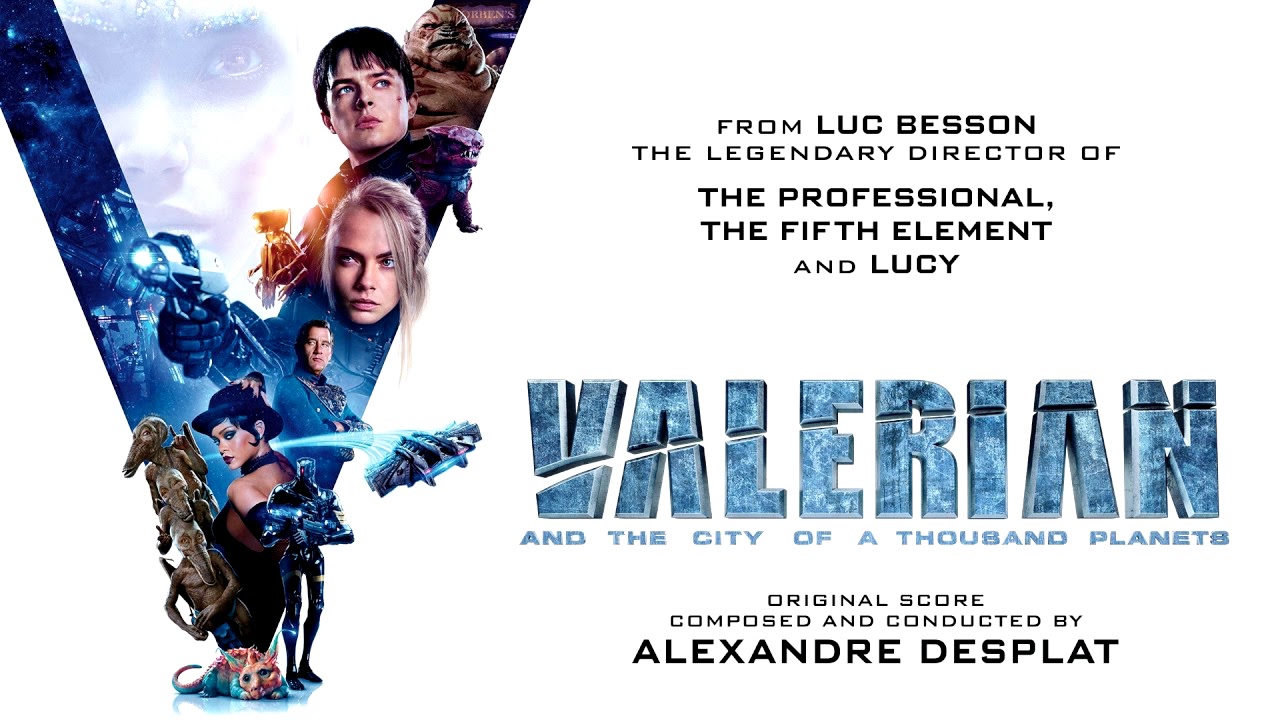 FROM LUC BESSON
THE LEGENDARY DIRECTOR OF
THE PROFESSIONAL,
THE FIFTH ELEMENT
AND LUCY
VALERIAN
AND THE CITY OF A THOUSAND PLANETS
ORIGINAL SCORE
COMPOSED AND CONDUCTED BY
ALEXANDRE DESPLAT